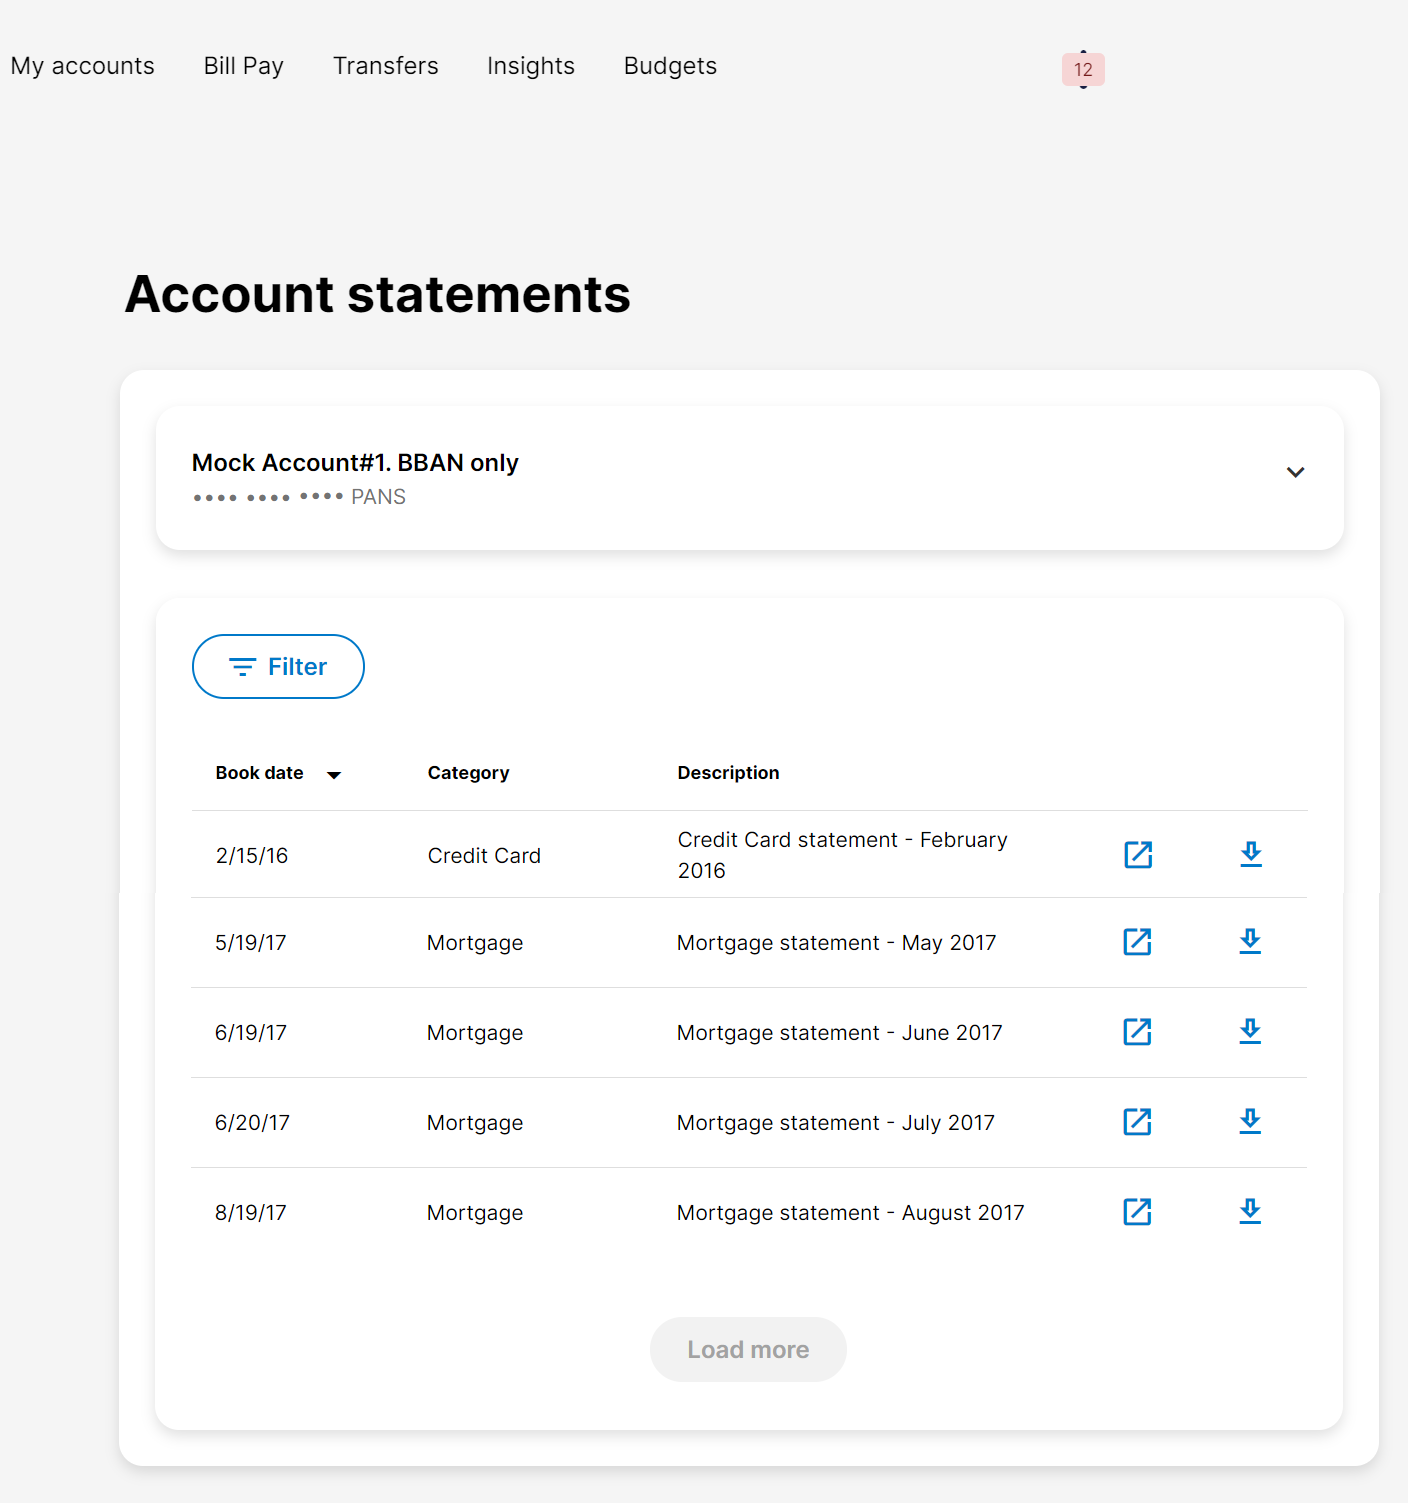 My accounts Bill Pay Transfers Insights Budgets 12
Account statements
Mock Account#1. BBAN only
•••• •••• •••• PANS
Filter
Book date Category Description
2/15/16 Credit Card Credit Card statement - February
2016
5/19/17 Mortgage Mortgage statement - May 2017
6/19/17 Mortgage Mortgage statement - June 2017
6/20/17 Mortgage Mortgage statement - July 2017
8/19/17 Mortgage Mortgage statement - August 2017
Load more